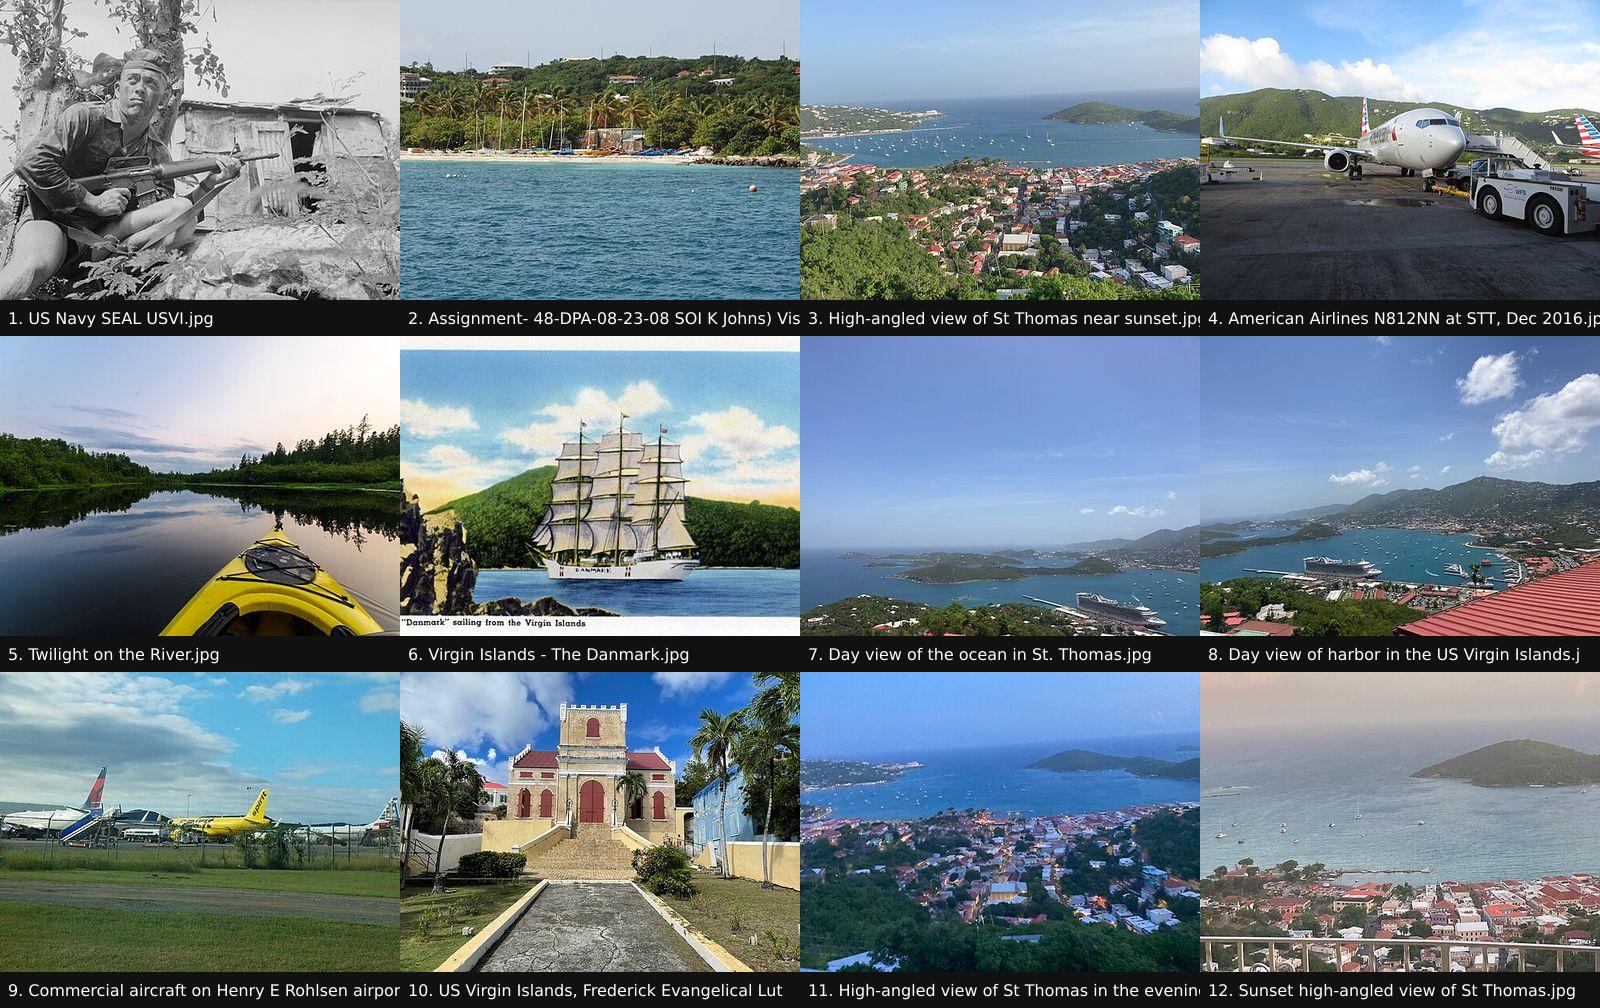 1. US Navy SEAL USVI.jpg
2. Assignment- 48-DPA-08-23-08 SOI K Johns) Vis
3. High-angled view of St Thomas near sunset.jpg
4. American Airlines N812NN at STT, Dec 2016.jp
WFS
5. Twilight on the River.jpg
DANMARK
"Danmark" sailing from the Virgin Islands
6. Virgin Islands - The Danmark.jpg
7. Day view of the ocean in St. Thomas.jpg
8. Day view of harbor in the US Virgin Islands.j
spirit
9. Commercial aircraft on Henry E Rohlsen airpor
10. US Virgin Islands, Frederick Evangelical Lut
11. High-angled view of St Thomas in the evenin
12. Sunset high-angled view of St Thomas.jpg